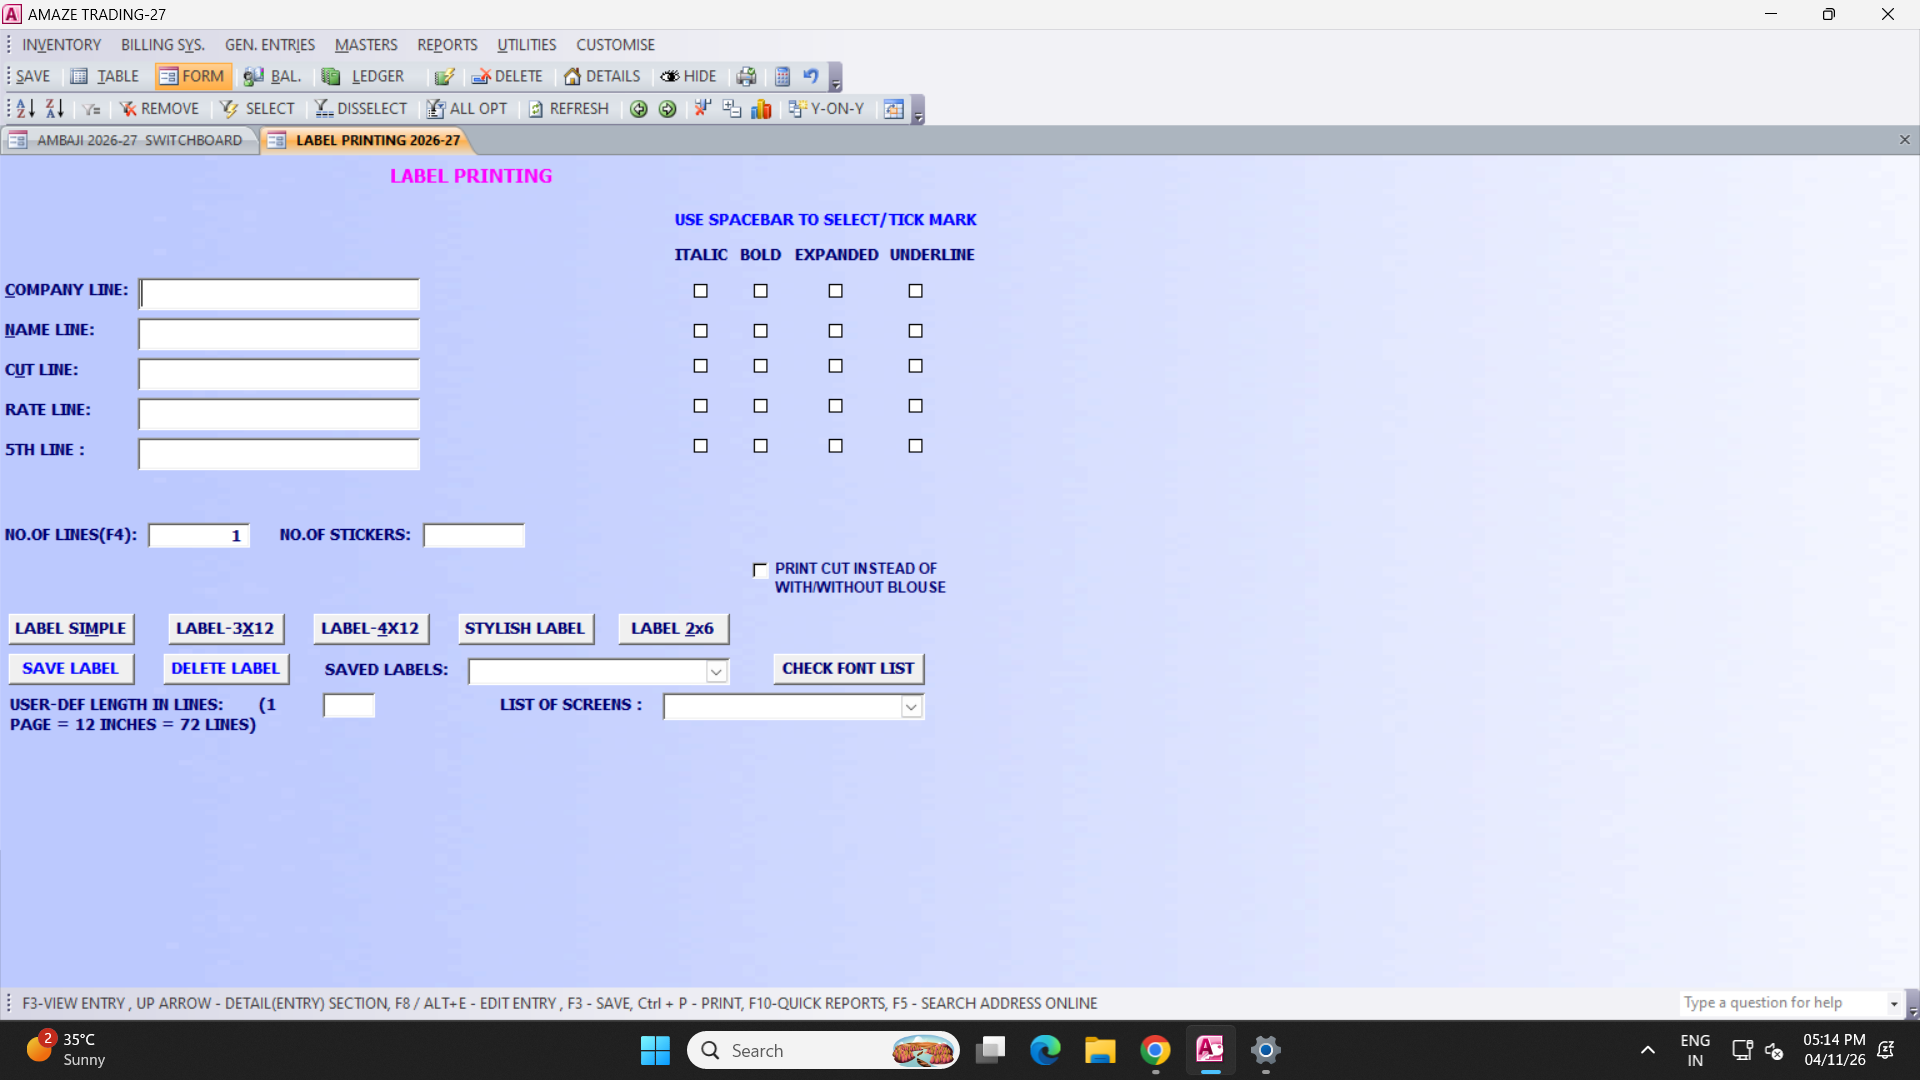 AMAZE TRADING-27
INVENTORY BILLING SYS. GEN. ENTRIES MASTERS REPORTS UTILITIES CUSTOMISE
SAVE TABLE FORM BAL. LEDGER DELETE DETAILS HIDE
REMOVE SELECT DISSELECT ALL OPT REFRESH Y-ON-Y
AMBAJI 2026-27 SWITCHBOARD LABEL PRINTING 2026-27
LABEL PRINTING
USE SPACEBAR TO SELECT/TICK MARK
ITALIC BOLD EXPANDED UNDERLINE
COMPANY LINE:
NAME LINE:
CUT LINE:
RATE LINE:
5TH LINE :
NO.OF LINES(F4): 1 NO.OF STICKERS:
PRINT CUT INSTEAD OF
WITH/WITHOUT BLOUSE
LABEL SIMPLE LABEL-3X12 LABEL-4X12 STYLISH LABEL LABEL 2x6
SAVE LABEL DELETE LABEL SAVED LABELS: CHECK FONT LIST
USER-DEF LENGTH IN LINES: (1 LIST OF SCREENS :
PAGE = 12 INCHES = 72 LINES)
F3-VIEW ENTRY , UP ARROW - DETAIL(ENTRY) SECTION, F8 / ALT+E - EDIT ENTRY , F3 - SAVE, Ctrl + P - PRINT, F10-QUICK REPORTS, F5 - SEARCH ADDRESS ONLINE Type a question for help
2 35°C ENG 05:14 PM
Sunny Search IN 04/11/26